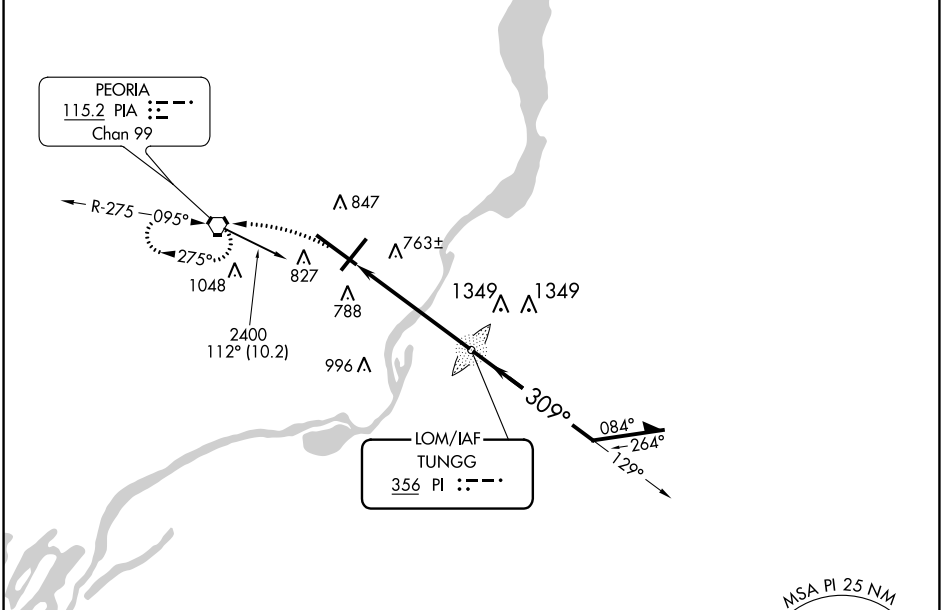 PEORIA
115.2 PIA
Chan 99
R-275
095°
275°
847
763±
827
1048
788
1349
1349
2400
112° (10.2)
996
309°
084°
264°
129°
LOM/IAF
TUNGG
356 PI
MSA PI 25 NM